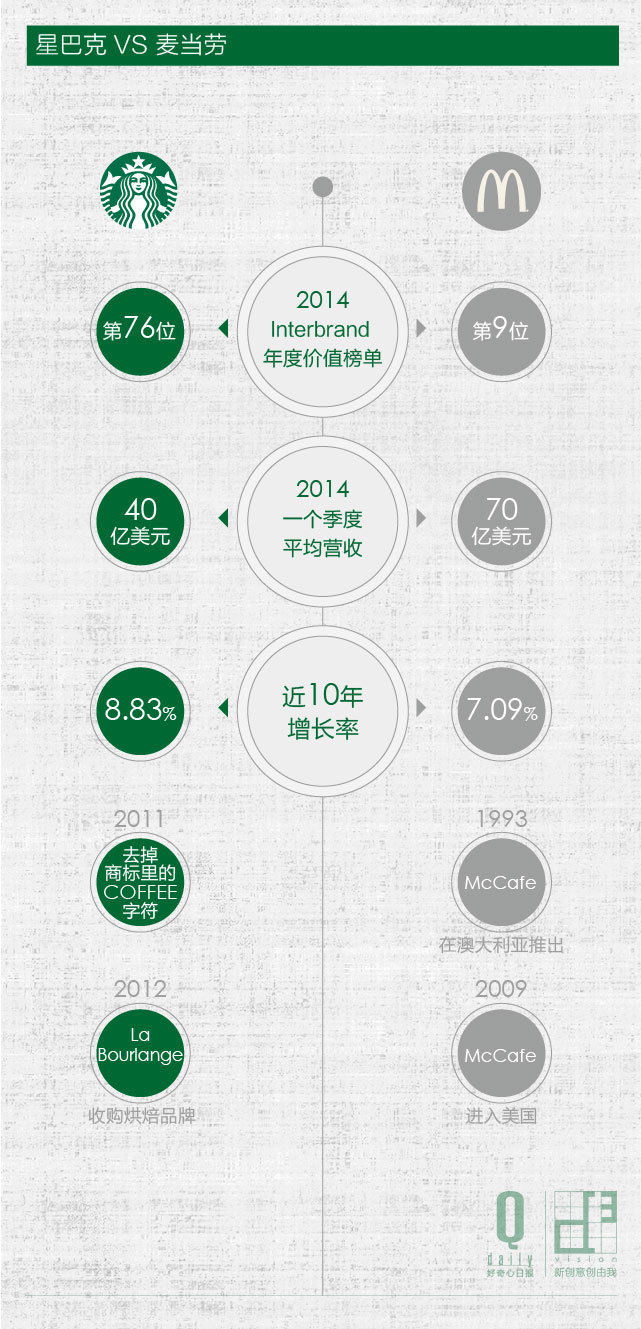 星巴克 VS 麦当劳
2014
Interbrand
年度价值榜单
第76位
第9位
2014
一个季度
平均营收
40
亿美元
70
亿美元
近10年
增长率
8.83%
7.09%
2011
去掉
商标里的
COFFEE
字符
1993
McCafe
在澳大利亚推出
2012
La
Bourlange
收购烘焙品牌
2009
McCafe
进入美国
Q
daily
好奇心日报
vision
新创意创由我